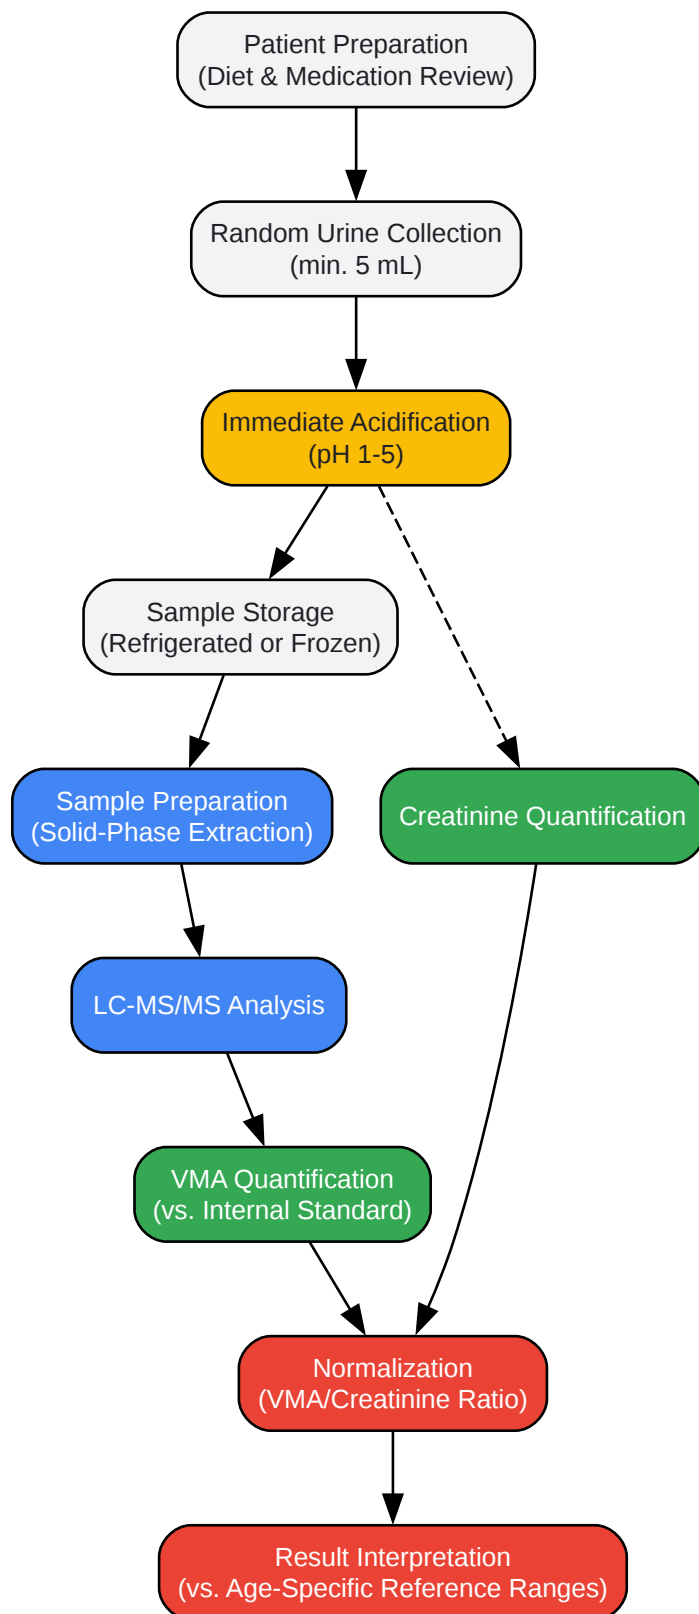 Patient Preparation
(Diet & Medication Review)
Random Urine Collection
(min. 5 mL)
Immediate Acidification
(pH 1-5)
Sample Storage
(Refrigerated or Frozen)
Sample Preparation
(Solid-Phase Extraction)
Creatinine Quantification
LC-MS/MS Analysis
VMA Quantification
(vs. Internal Standard)
Normalization
(VMA/Creatinine Ratio)
Result Interpretation
(vs. Age-Specific Reference Ranges)